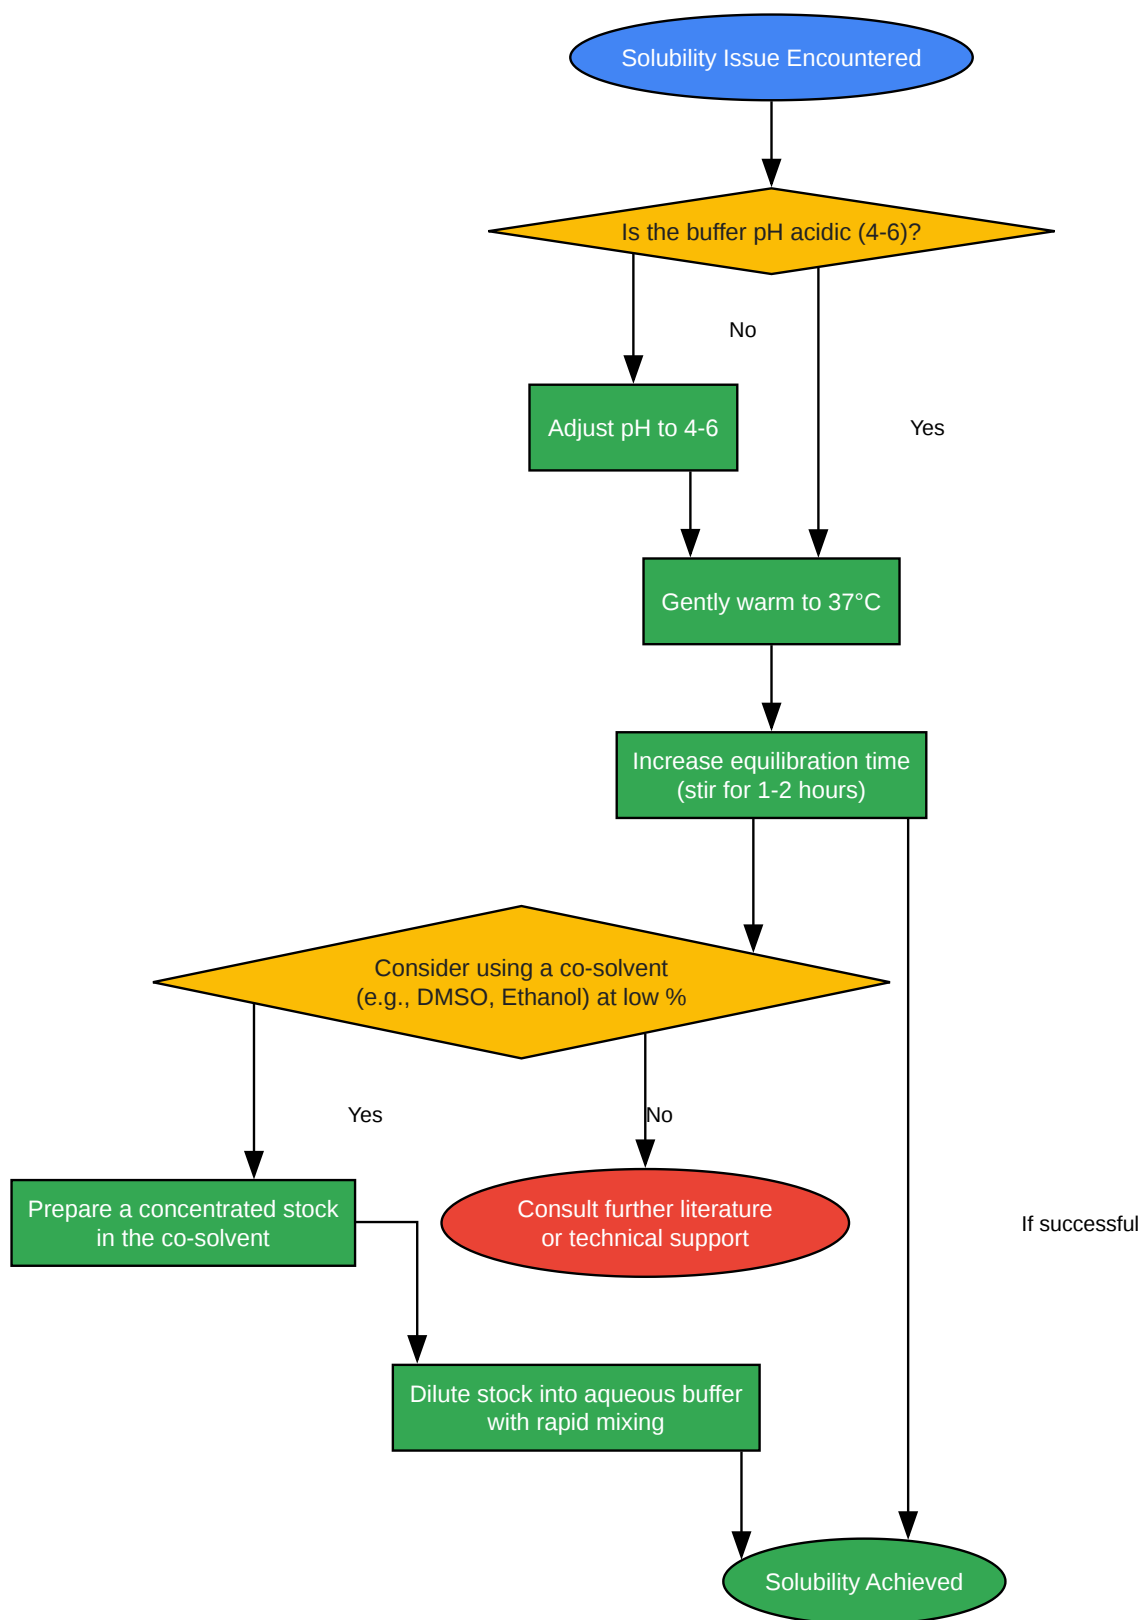 Solubility Issue Encountered
Is the buffer pH acidic (4-6)?
No
Adjust pH to 4-6
Yes
Gently warm to 37°C
Increase equilibration time
(stir for 1-2 hours)
Consider using a co-solvent
(e.g., DMSO, Ethanol) at low %
Yes
No
Prepare a concentrated stock
in the co-solvent
Consult further literature
or technical support
If successful
Dilute stock into aqueous buffer
with rapid mixing
Solubility Achieved